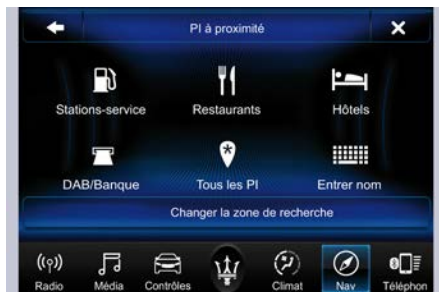 PI à proximité
Stations-service
Restaurants
Hôtels
DAB/Banque
Tous les PI
Entrer nom
Changer la zone de recherche
Radio
Média
Contrôles
Climat
Nav
Téléphon